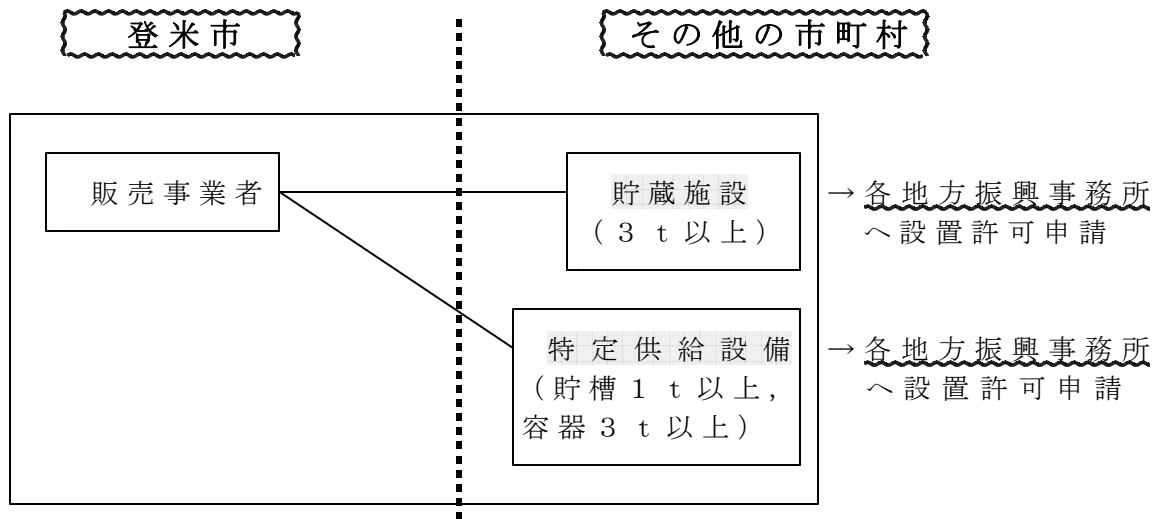 登米市
その他の市町村
販売事業者
貯蔵施設
(3t以上)
→各地方振興事務所
へ設置許可申請
特定供給設備
(貯槽1t以上,
容器3t以上)
→各地方振興事務所
へ設置許可申請